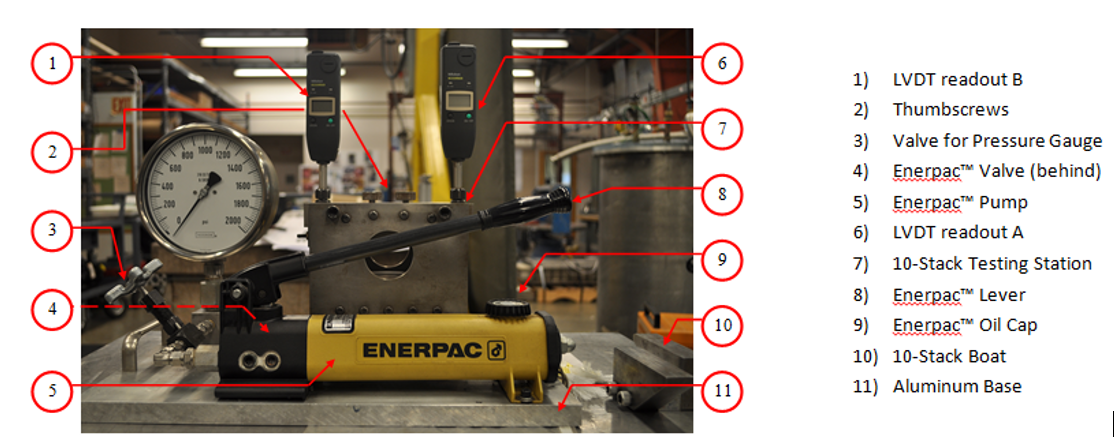 1
2
3
4
5
6
7
8
9
10
11
0
200
400
600
800
1000
1200
1400
1600
1800
2000
psi
ENERPAC
1) LVDT readout B
2) Thumbscrews
3) Valve for Pressure Gauge
4) Enerpac™ Valve (behind)
5) Enerpac™ Pump
6) LVDT readout A
7) 10-Stack Testing Station
8) Enerpac™ Lever
9) Enerpac™ Oil Cap
10) 10-Stack Boat
11) Aluminum Base